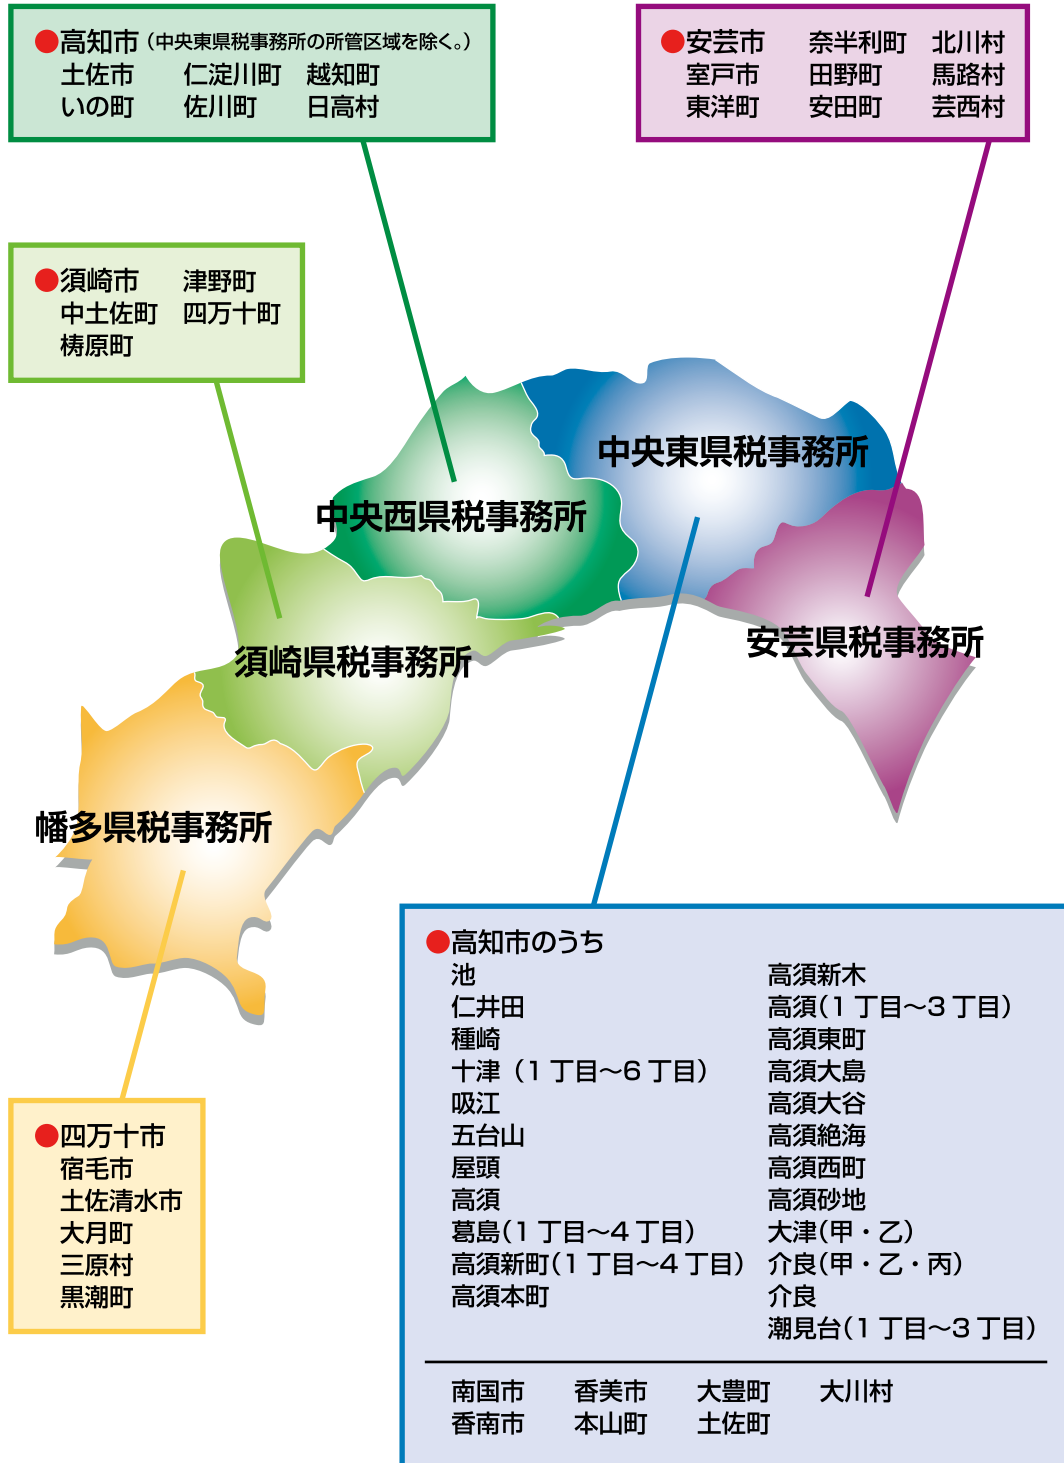 ●高知市（中央東県税事務所の所管区域を除く。）
土佐市　仁淀川町　越知町
いの町　佐川町　日高村
●安芸市　奈半利町　北川村
室戸市　田野町　馬路村
東洋町　安田町　芸西村
●須崎市　津野町
中土佐町　四万十町
梼原町
中央東県税事務所
中央西県税事務所
安芸県税事務所
須崎県税事務所
幡多県税事務所
●四万十市
宿毛市
土佐清水市
大月町
三原村
黒潮町
●高知市のうち
池
仁井田
種崎
十津（1丁目～6丁目）
吸江
五台山
屋頭
高須
葛島（1丁目～4丁目）
高須新町（1丁目～4丁目）
高須本町
高須新木
高須（1丁目～3丁目）
高須東町
高須大島
高須大谷
高須絶海
高須西町
高須砂地
大津（甲・乙）
介良（甲・乙・丙）
介良
潮見台（1丁目～3丁目）
南国市　香美市　大豊町　大川村
香南市　本山町　土佐町